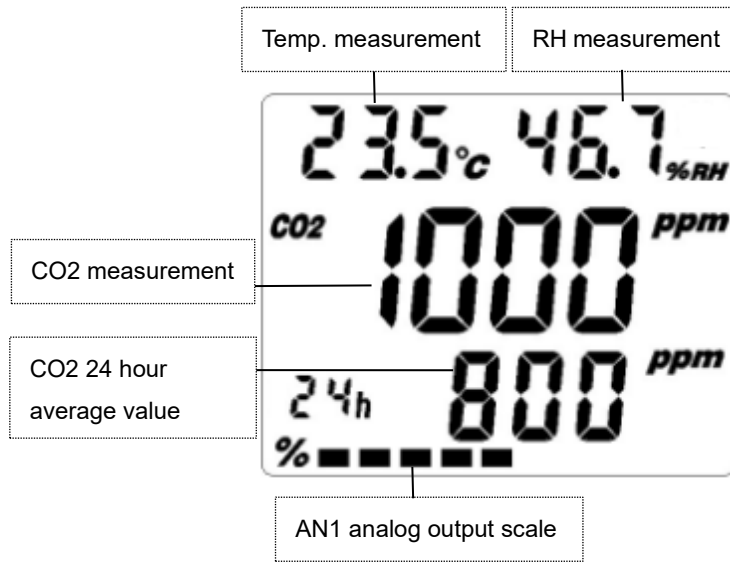 Temp. measurement
RH measurement
23.5°C 46.7%RH
CO2 1000 ppm
CO2 measurement
CO2 24 hour
average value
24h 800 ppm
%
AN1 analog output scale